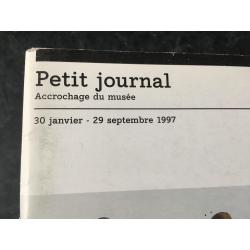 Petit journal
Accrochage du musée
30 janvier - 29 septembre 1997